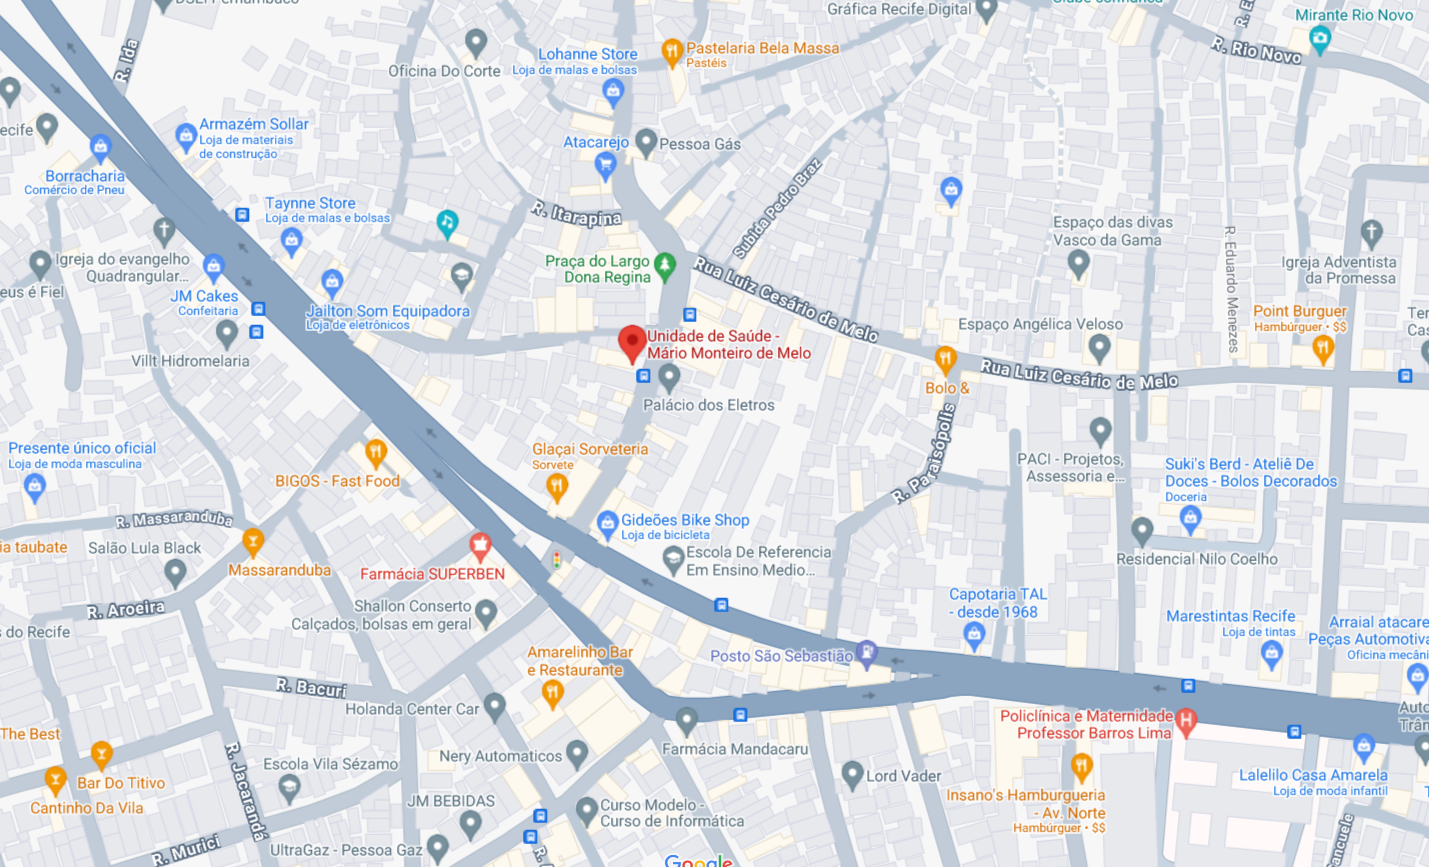 DSEI Pernambuco
Gráfica Recife Digital
R. Ida
Oficina Do Corte
Lohanne Store
Loja de malas e bolsas
Pastelaria Bela Massa
Pastéis
Mirante Rio Novo
R. Rio Novo
ecife
Armazém Sollar
Loja de materiais
de construção
Borracharia
Comércio de Pneu
Atacarejo
Pessoa Gás
Taynne Store
Loja de malas e bolsas
R. Itarapina
Subida Pedro Braz
Espaço das divas
Vasco da Gama
R. Eduardo Menezes
Igreja Adventista
da Promessa
Igreja do evangelho
Quadrangular...
eus é Fiel
JM Cakes
Confeitaria
Praça do Largo
Dona Regina
Rua Luiz Cesário de Melo
Jailton Som Equipadora
Loja de eletrônicos
Villt Hidromelaria
Unidade de Saúde -
Mário Monteiro de Melo
Espaço Angélica Veloso
Point Burguer
Hambúrguer • $$
Ter
Cas
Bolo &
Rua Luiz Cesário de Melo
Palácio dos Eletros
R. Paraisópolis
Presente único oficial
Loja de moda masculina
BIGOS - Fast Food
Glaçai Sorveteria
Sorvete
PACI - Projetos,
Assessoria e...
Suki's Berd - Ateliê De
Doces - Bolos Decorados
Doceria
R. Massaranduba
Gideões Bike Shop
Loja de bicicleta
ia taubate
Salão Lula Black
Massaranduba
Farmácia SUPERBEN
Escola De Referencia
Em Ensino Medio...
Residencial Nilo Coelho
R. Aroeira
s do Recife
Shallon Conserto
Calçados, bolsas em geral
Capotaria TAL
- desde 1968
Marestintas Recife
Loja de tintas
Arraial atacare
Peças Automotiva
Oficina mecâni
Amarelinho Bar
e Restaurante
Posto São Sebastião
R. Bacuri
Holanda Center Car
Policlínica e Maternidade
Professor Barros Lima
Auto
Trân
The Best
Farmácia Mandacaru
Nery Automaticos
R. Jacarandá
Escola Vila Sézamo
Bar Do Titivo
Cantinho Da Vila
Lord Vader
Lalelilo Casa Amarela
Loja de moda infantil
Insano's Hamburgueria
- Av. Norte
Hambúrguer • $$
JM BEBIDAS
Curso Modelo -
Curso de Informática
R. Murici
UltraGaz - Pessoa Gaz
Google